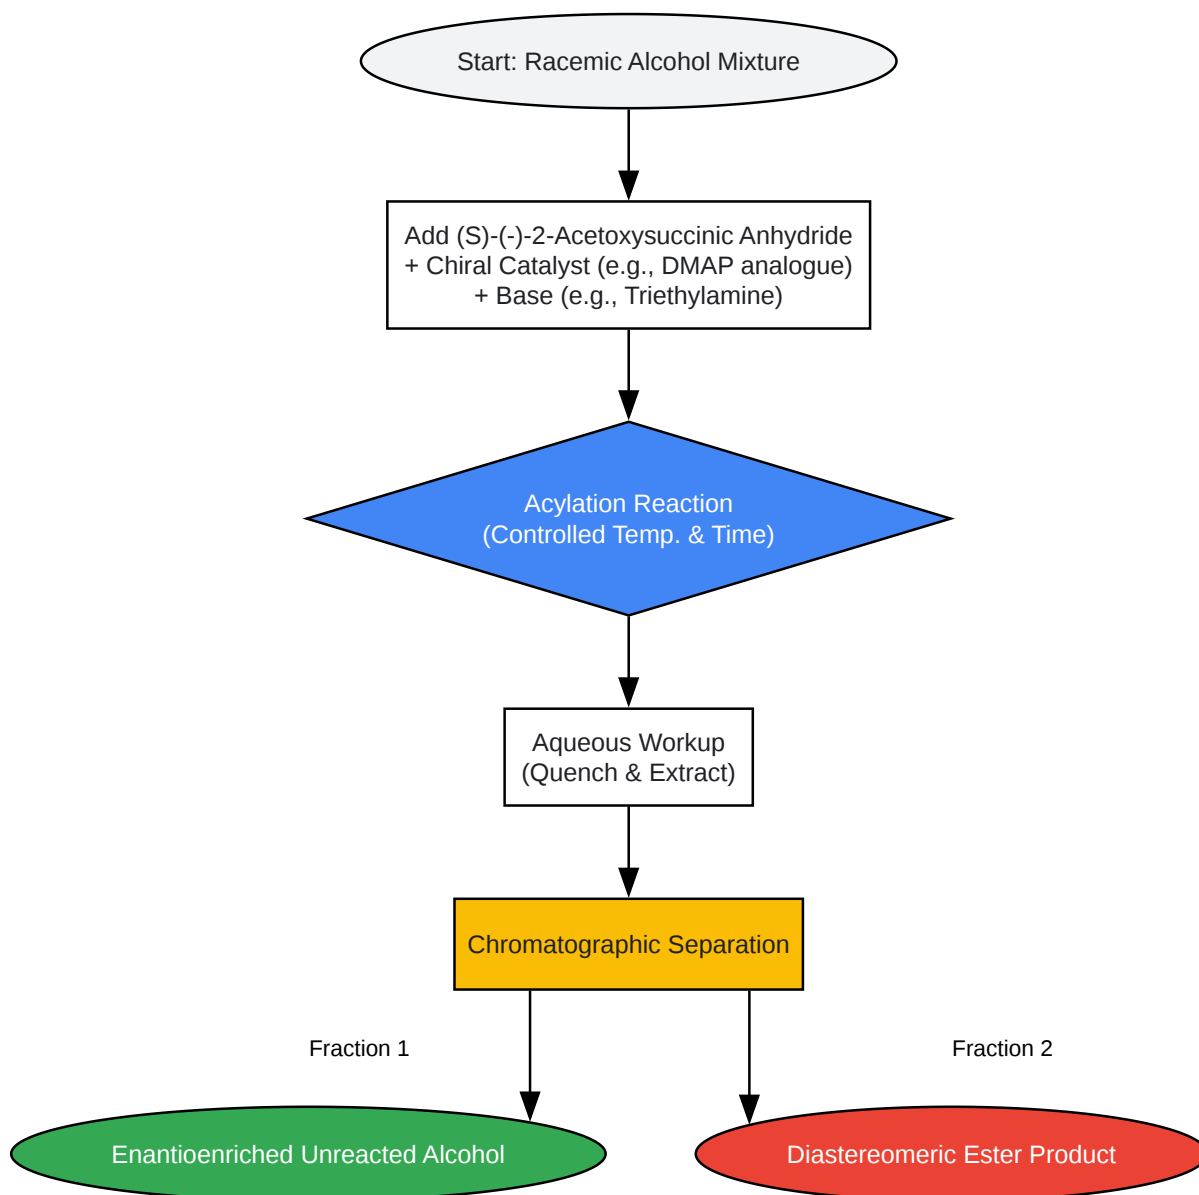 Start: Racemic Alcohol Mixture
Add (S)-(-)-2-Acetoxysuccinic Anhydride
+ Chiral Catalyst (e.g., DMAP analogue)
+ Base (e.g., Triethylamine)
Acylation Reaction
(Controlled Temp. & Time)
Aqueous Workup
(Quench & Extract)
Chromatographic Separation
Fraction 1
Fraction 2
Enantioenriched Unreacted Alcohol
Diastereomeric Ester Product